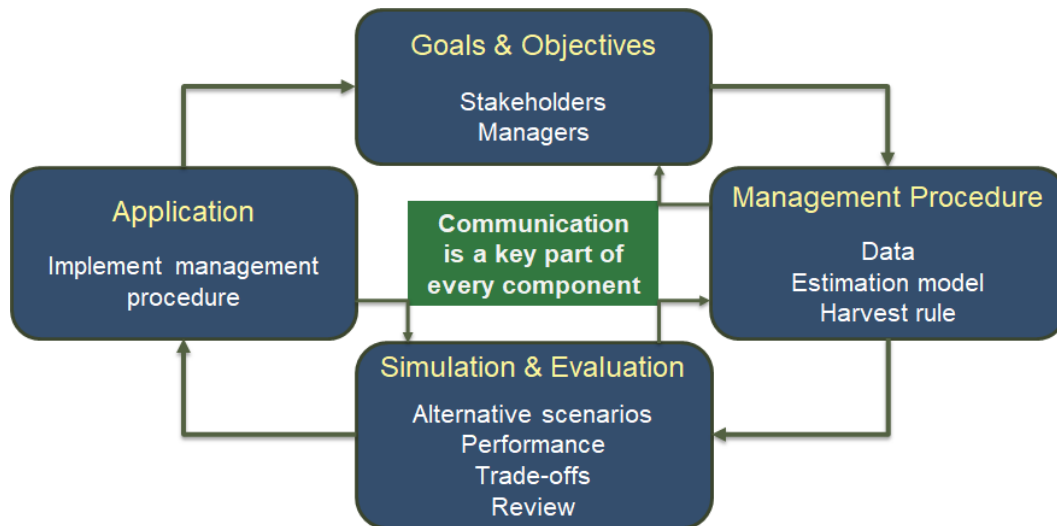 Goals & Objectives
Stakeholders
Managers
Application
Implement management
procedure
Communication
is a key part of
every component
Management Procedure
Data
Estimation model
Harvest rule
Simulation & Evaluation
Alternative scenarios
Performance
Trade-offs
Review